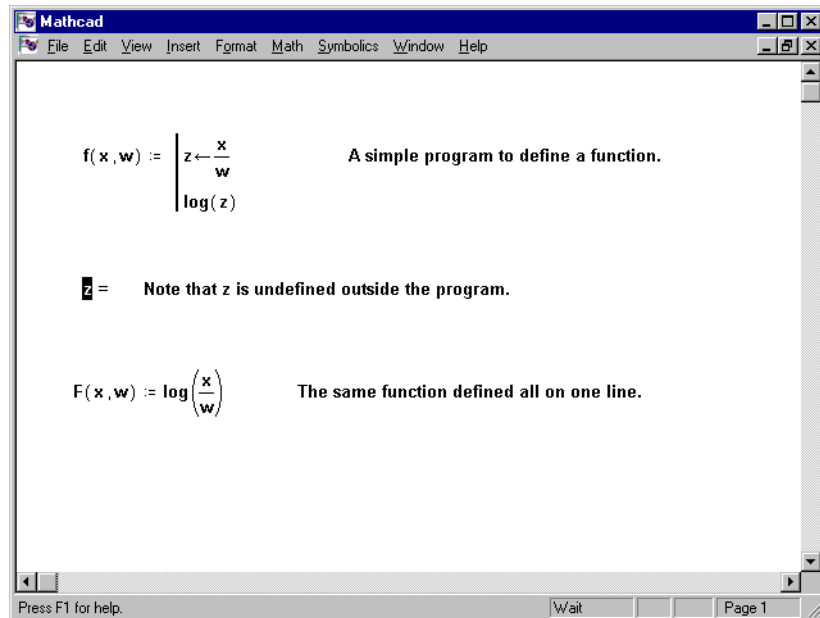 Mathcad
File Edit View Insert Format Math Symbolics Window Help
f(x,w) := | z←x/w A simple program to define a function.
log(z)
z = Note that z is undefined outside the program.
F(x,w) := log(x/w) The same function defined all on one line.
Press F1 for help. Wait Page 1